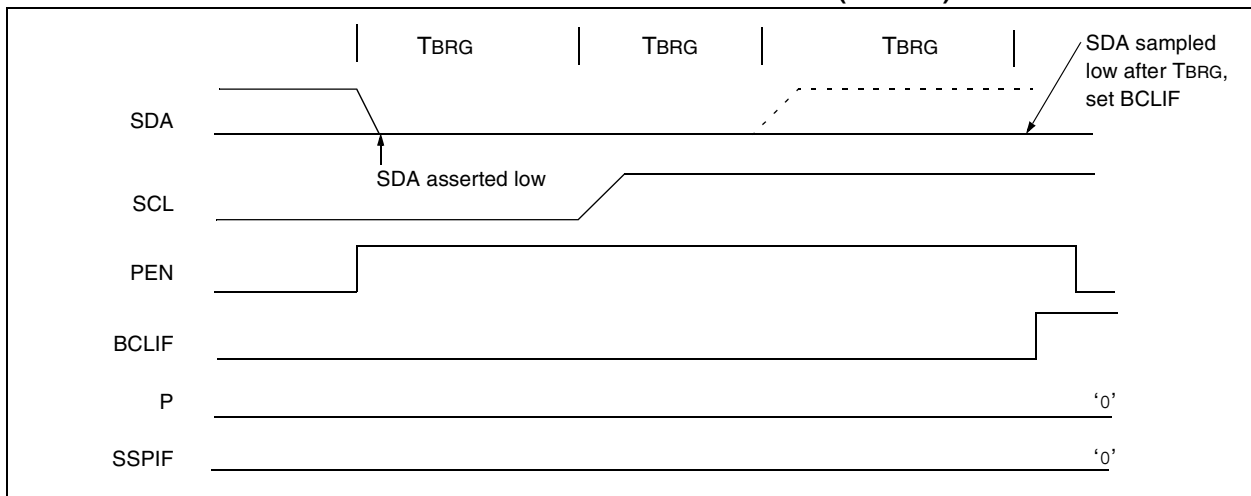 TBRG TBRG TBRG
SDA sampled
low after TBRG,
set BCLIF
SDA
SDA asserted low
SCL
PEN
BCLIF
P ‘0’
SSPIF ‘0’